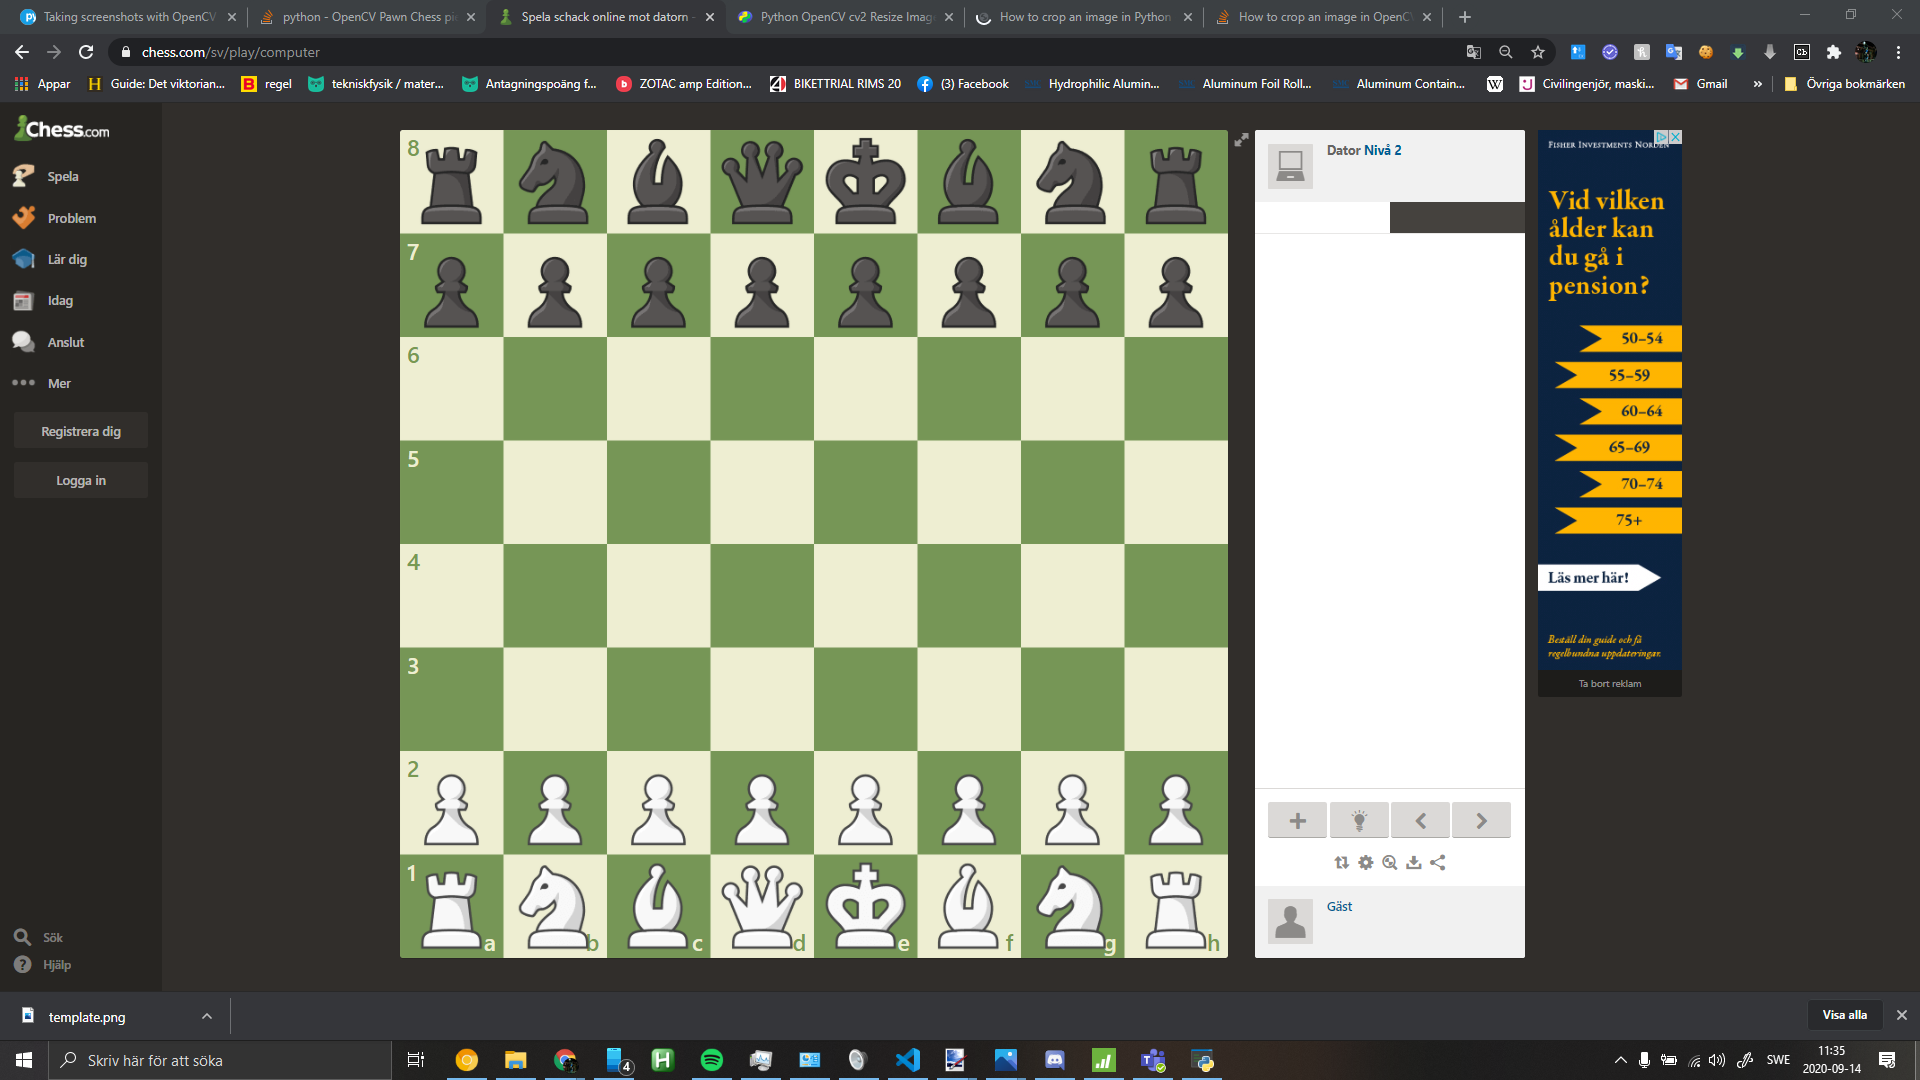 Taking screenshots with OpenCV
python - OpenCV Pawn Chess pie
Spela schack online mot datorn -
Python OpenCV cv2 Resize Imag
How to crop an image in Python
How to crop an image in OpenCV
chess.com/sv/play/computer
Appar
Guide: Det viktorian...
regel
tekniskfysik / mater...
Antagningspoäng f...
ZOTAC amp Edition...
BIKETTRIAL RIMS 20
(3) Facebook
Hydrophilic Alumin...
Aluminum Foil Roll...
Aluminum Contain...
Civilingenjör, maski...
Gmail
»
Övriga bokmärken
Chess.com
Spela
Problem
Lär dig
Idag
Anslut
Mer
Registrera dig
Logga in
Sök
Hjälp
8
7
6
5
4
3
2
1
a
b
c
d
e
f
g
h
Dator Nivå 2
Gäst
Fisher Investments Norden
Vid vilken
ålder kan
du gå i
pension?
50–54
55–59
60–64
65–69
70–74
75+
Läs mer här!
Beställ din guide och få
regelbundna uppdateringar.
Ta bort reklam
template.png
Visa alla
Skriv här för att söka
4
SWE
11:35
2020-09-14